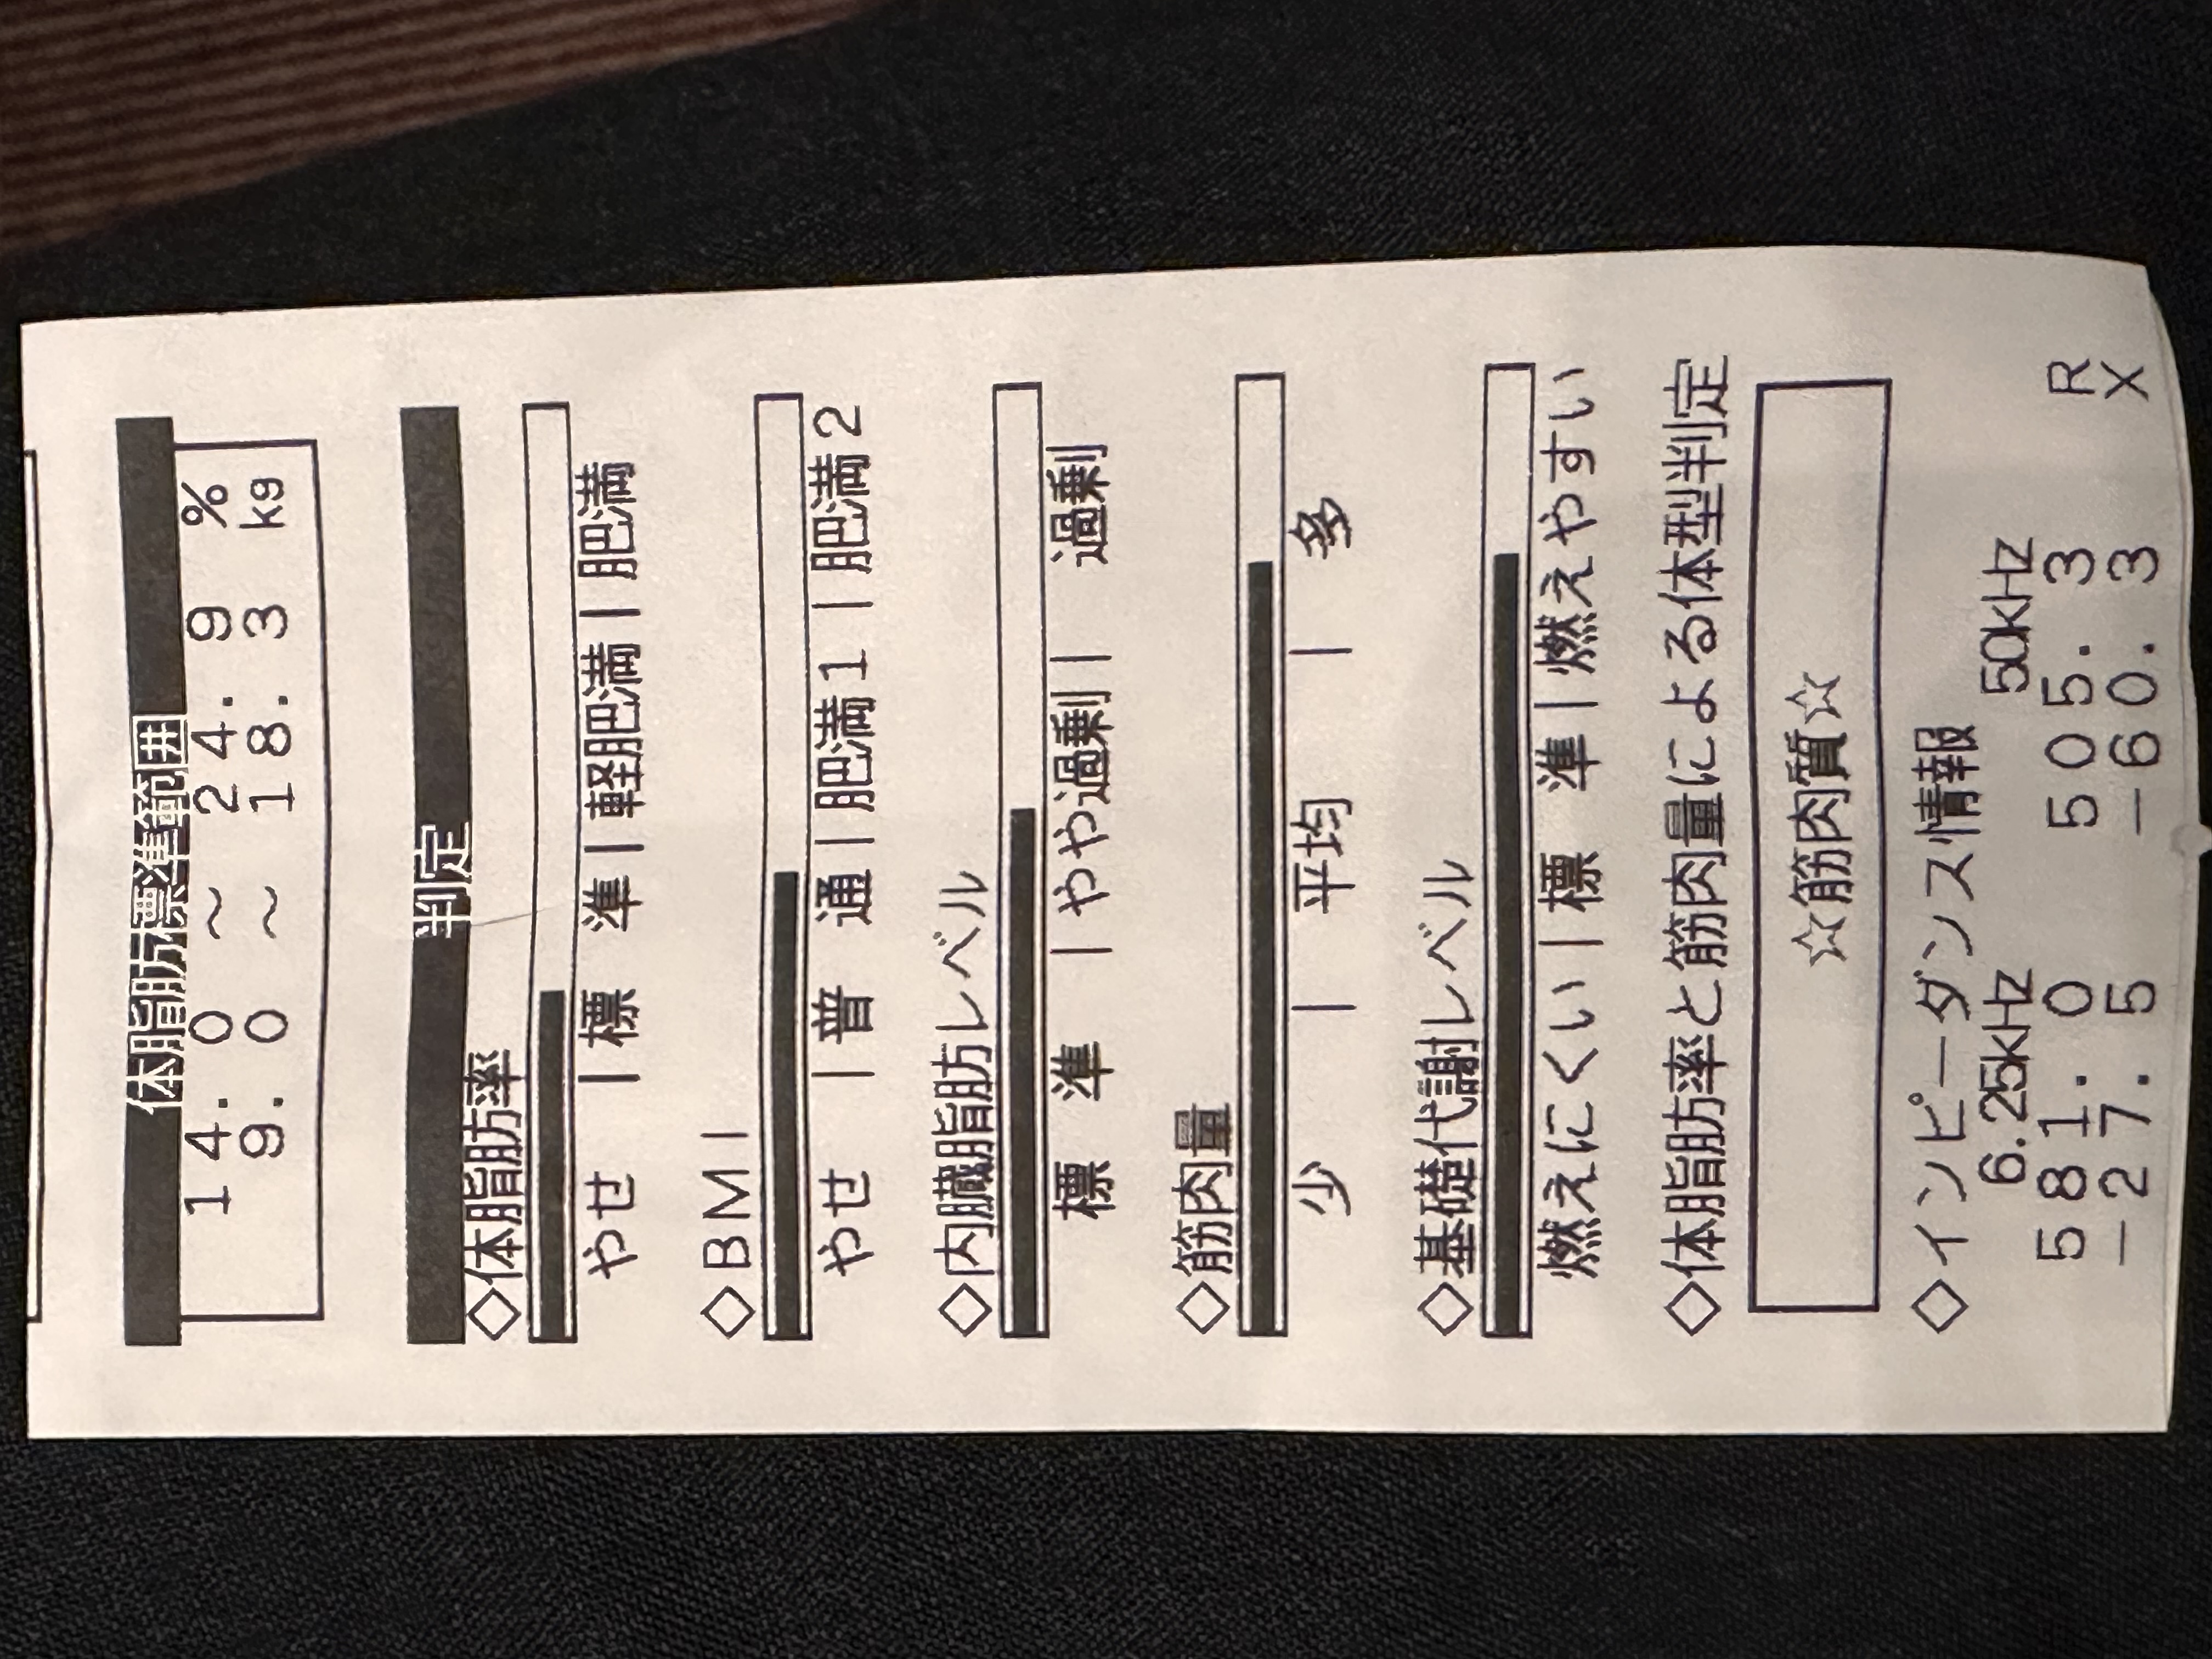 体脂肪標準範囲
14.0 ～ 24.9 %
9.0 ～ 18.3 kg
判定
◇体脂肪率
やせ |標 準|軽肥満|肥満
◇BMI
やせ |普 通|肥満1|肥満2
◇内臓脂肪レベル
標 準 |やや過剰| 過剰
◇筋肉量
少 | 平均 | 多
◇基礎代謝レベル
燃えにくい|標 準|燃えやすい
◇体脂肪率と筋肉量による体型判定
☆筋肉質☆
◇インピーダンス情報
6.25kHz 50kHz
581.0 505.3 R
-27.5 -60.3 X